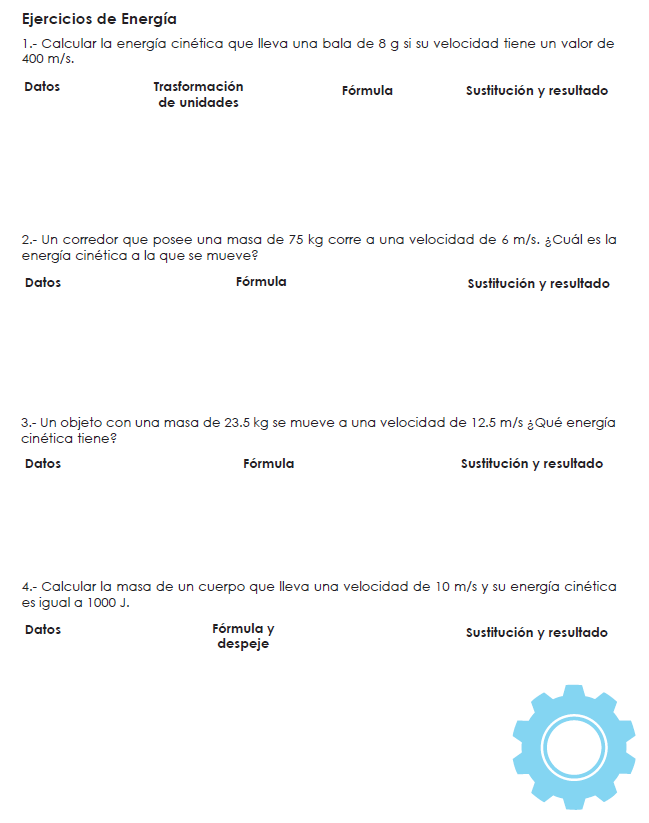 Ejercicios de Energía
1.- Calcular la energía cinética que lleva una bala de 8 g si su velocidad tiene un valor de
400 m/s.
Datos
Trasformación
de unidades
Fórmula
Sustitución y resultado
2.- Un corredor que posee una masa de 75 kg corre a una velocidad de 6 m/s. ¿Cuál es la
energía cinética a la que se mueve?
Datos
Fórmula
Sustitución y resultado
3.- Un objeto con una masa de 23.5 kg se mueve a una velocidad de 12.5 m/s ¿Qué energía
cinética tiene?
Datos
Fórmula
Sustitución y resultado
4.- Calcular la masa de un cuerpo que lleva una velocidad de 10 m/s y su energía cinética
es igual a 1000 J.
Datos
Fórmula y
despeje
Sustitución y resultado